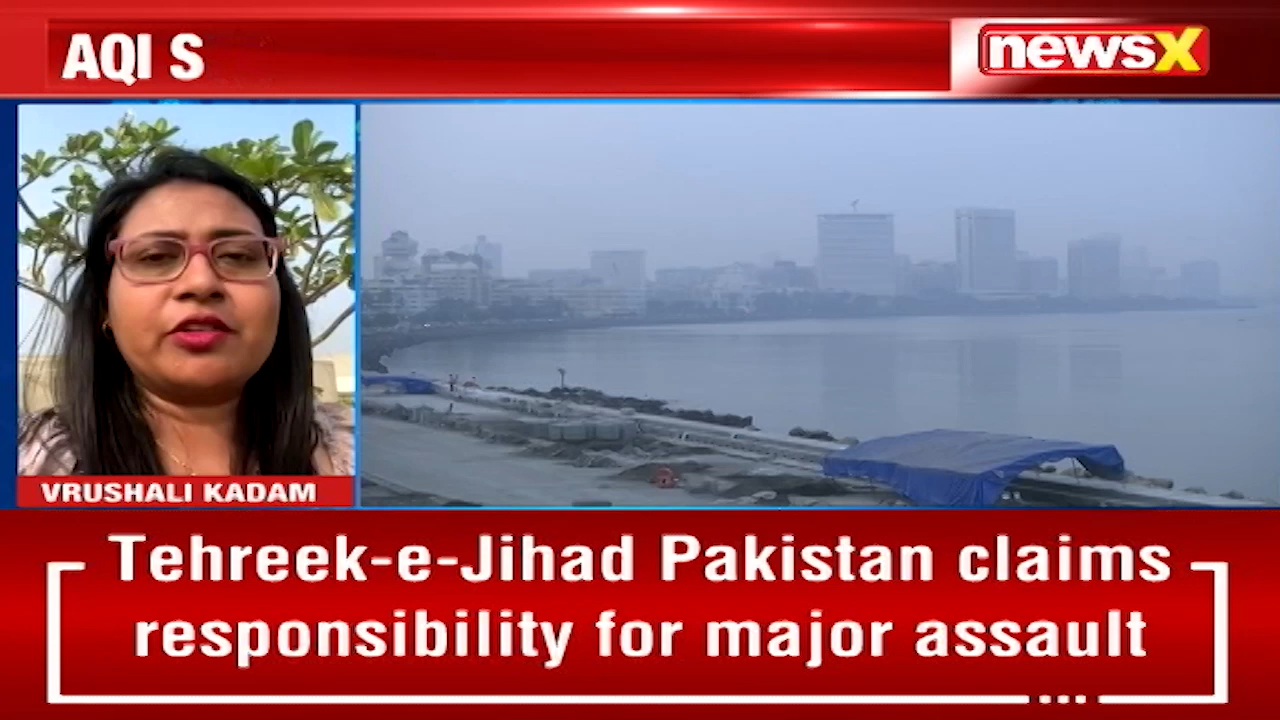 AQI S
newsX
VRUSHALI KADAM
Tehreek-e-Jihad Pakistan claims
responsibility for major assault